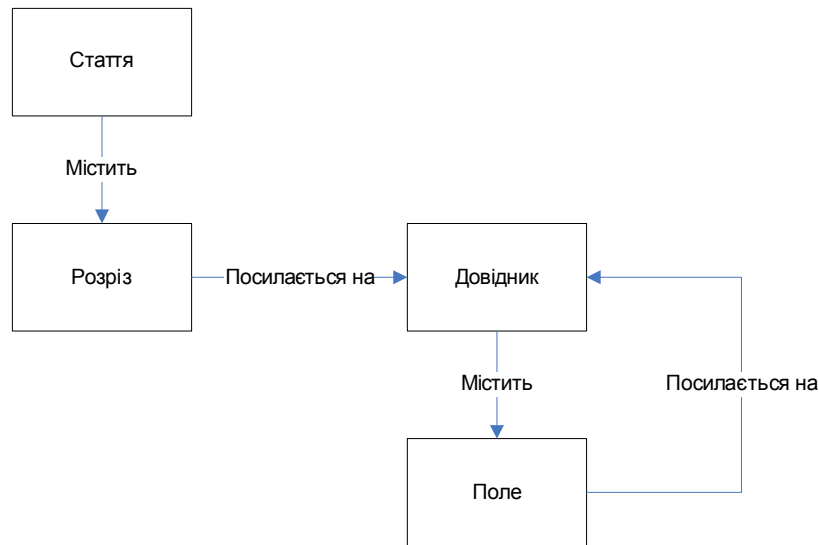 Стаття
Містить
Розріз
Посилається на
Довідник
Містить
Посилається на
Поле